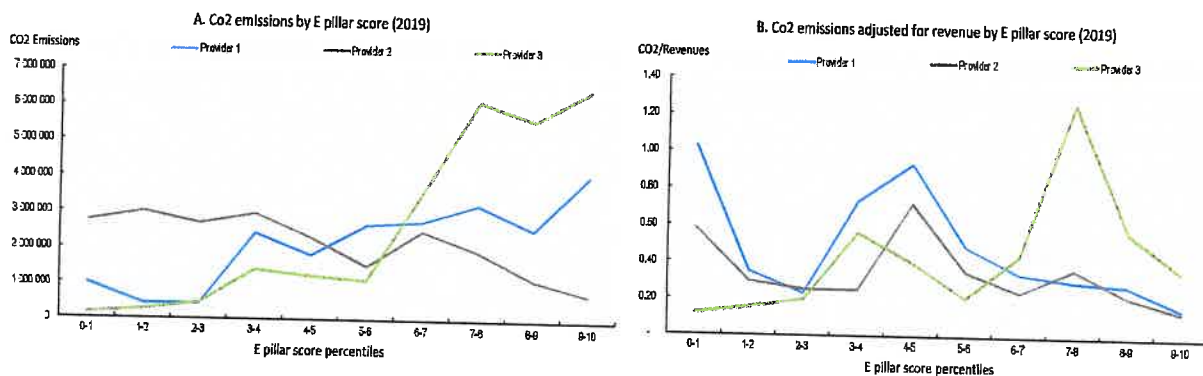 A. Co2 emissions by E pillar score (2019)
CO2 Emissions
Provider 1
Provider 2
Provider 3
7 000 000
6 000 000
5 000 000
4 000 000
3 000 000
2 000 000
1 000 000
0
0-1
1-2
2-3
3-4
4-5
5-6
6-7
7-8
8-9
9-10
E pillar score percentiles
B. Co2 emissions adjusted for revenue by E pillar score (2019)
CO2/Revenues
Provider 1
Provider 2
Provider 3
1.40
1.20
1.00
0.80
0.60
0.40
0.20
-
0-1
1-2
2-3
3-4
4-5
5-6
6-7
7-8
8-9
9-10
E pillar score percentiles